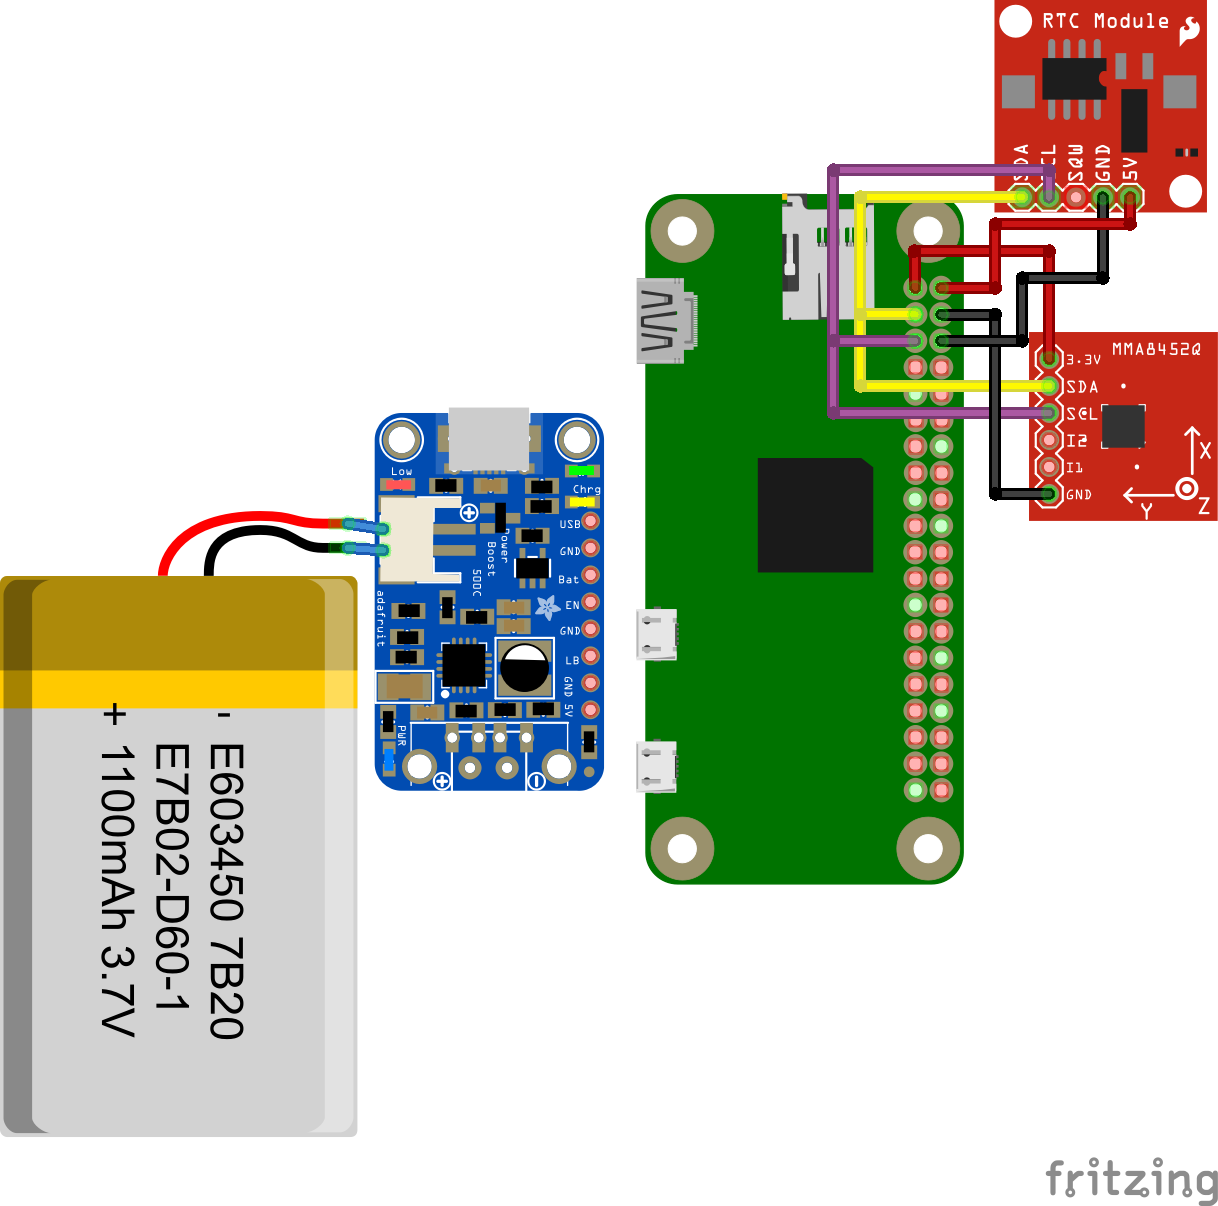 RTC Module
SDA
SCL
SQW
GND
5V
MMA8452Q
3.3V
SDA
SCL
I2
I1
GND
X
Y
Z
Low
Chrg
USB
GND
Bat
EN
GND
LB
GND
5V
Power
Boost
500C
adafruit
PWR
- E603450 7B20
E7B02-D60-1
+ 1100mAh 3.7V
fritzing